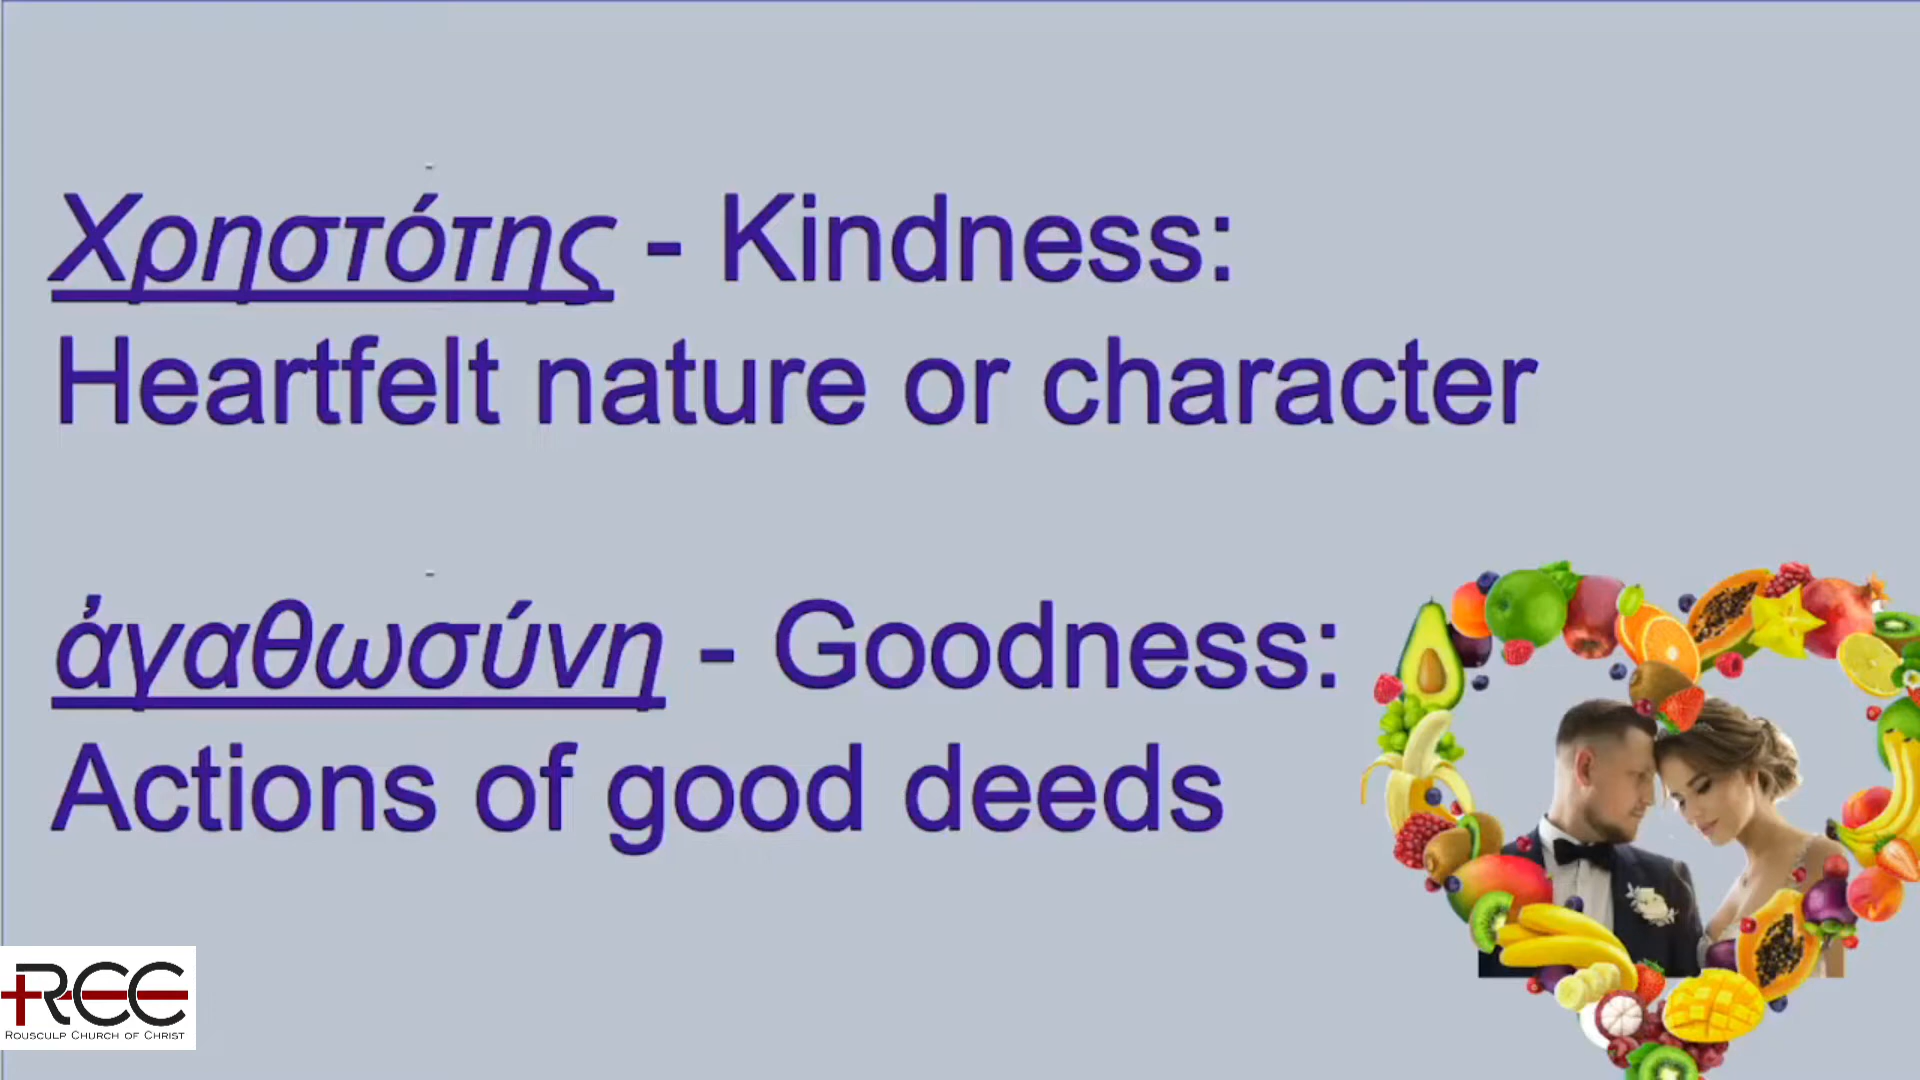 Χρηστότης - Kindness:
Heartfelt nature or character
ἀγαθωσύνη - Goodness:
Actions of good deeds
RCC
Rousculp Church of Christ